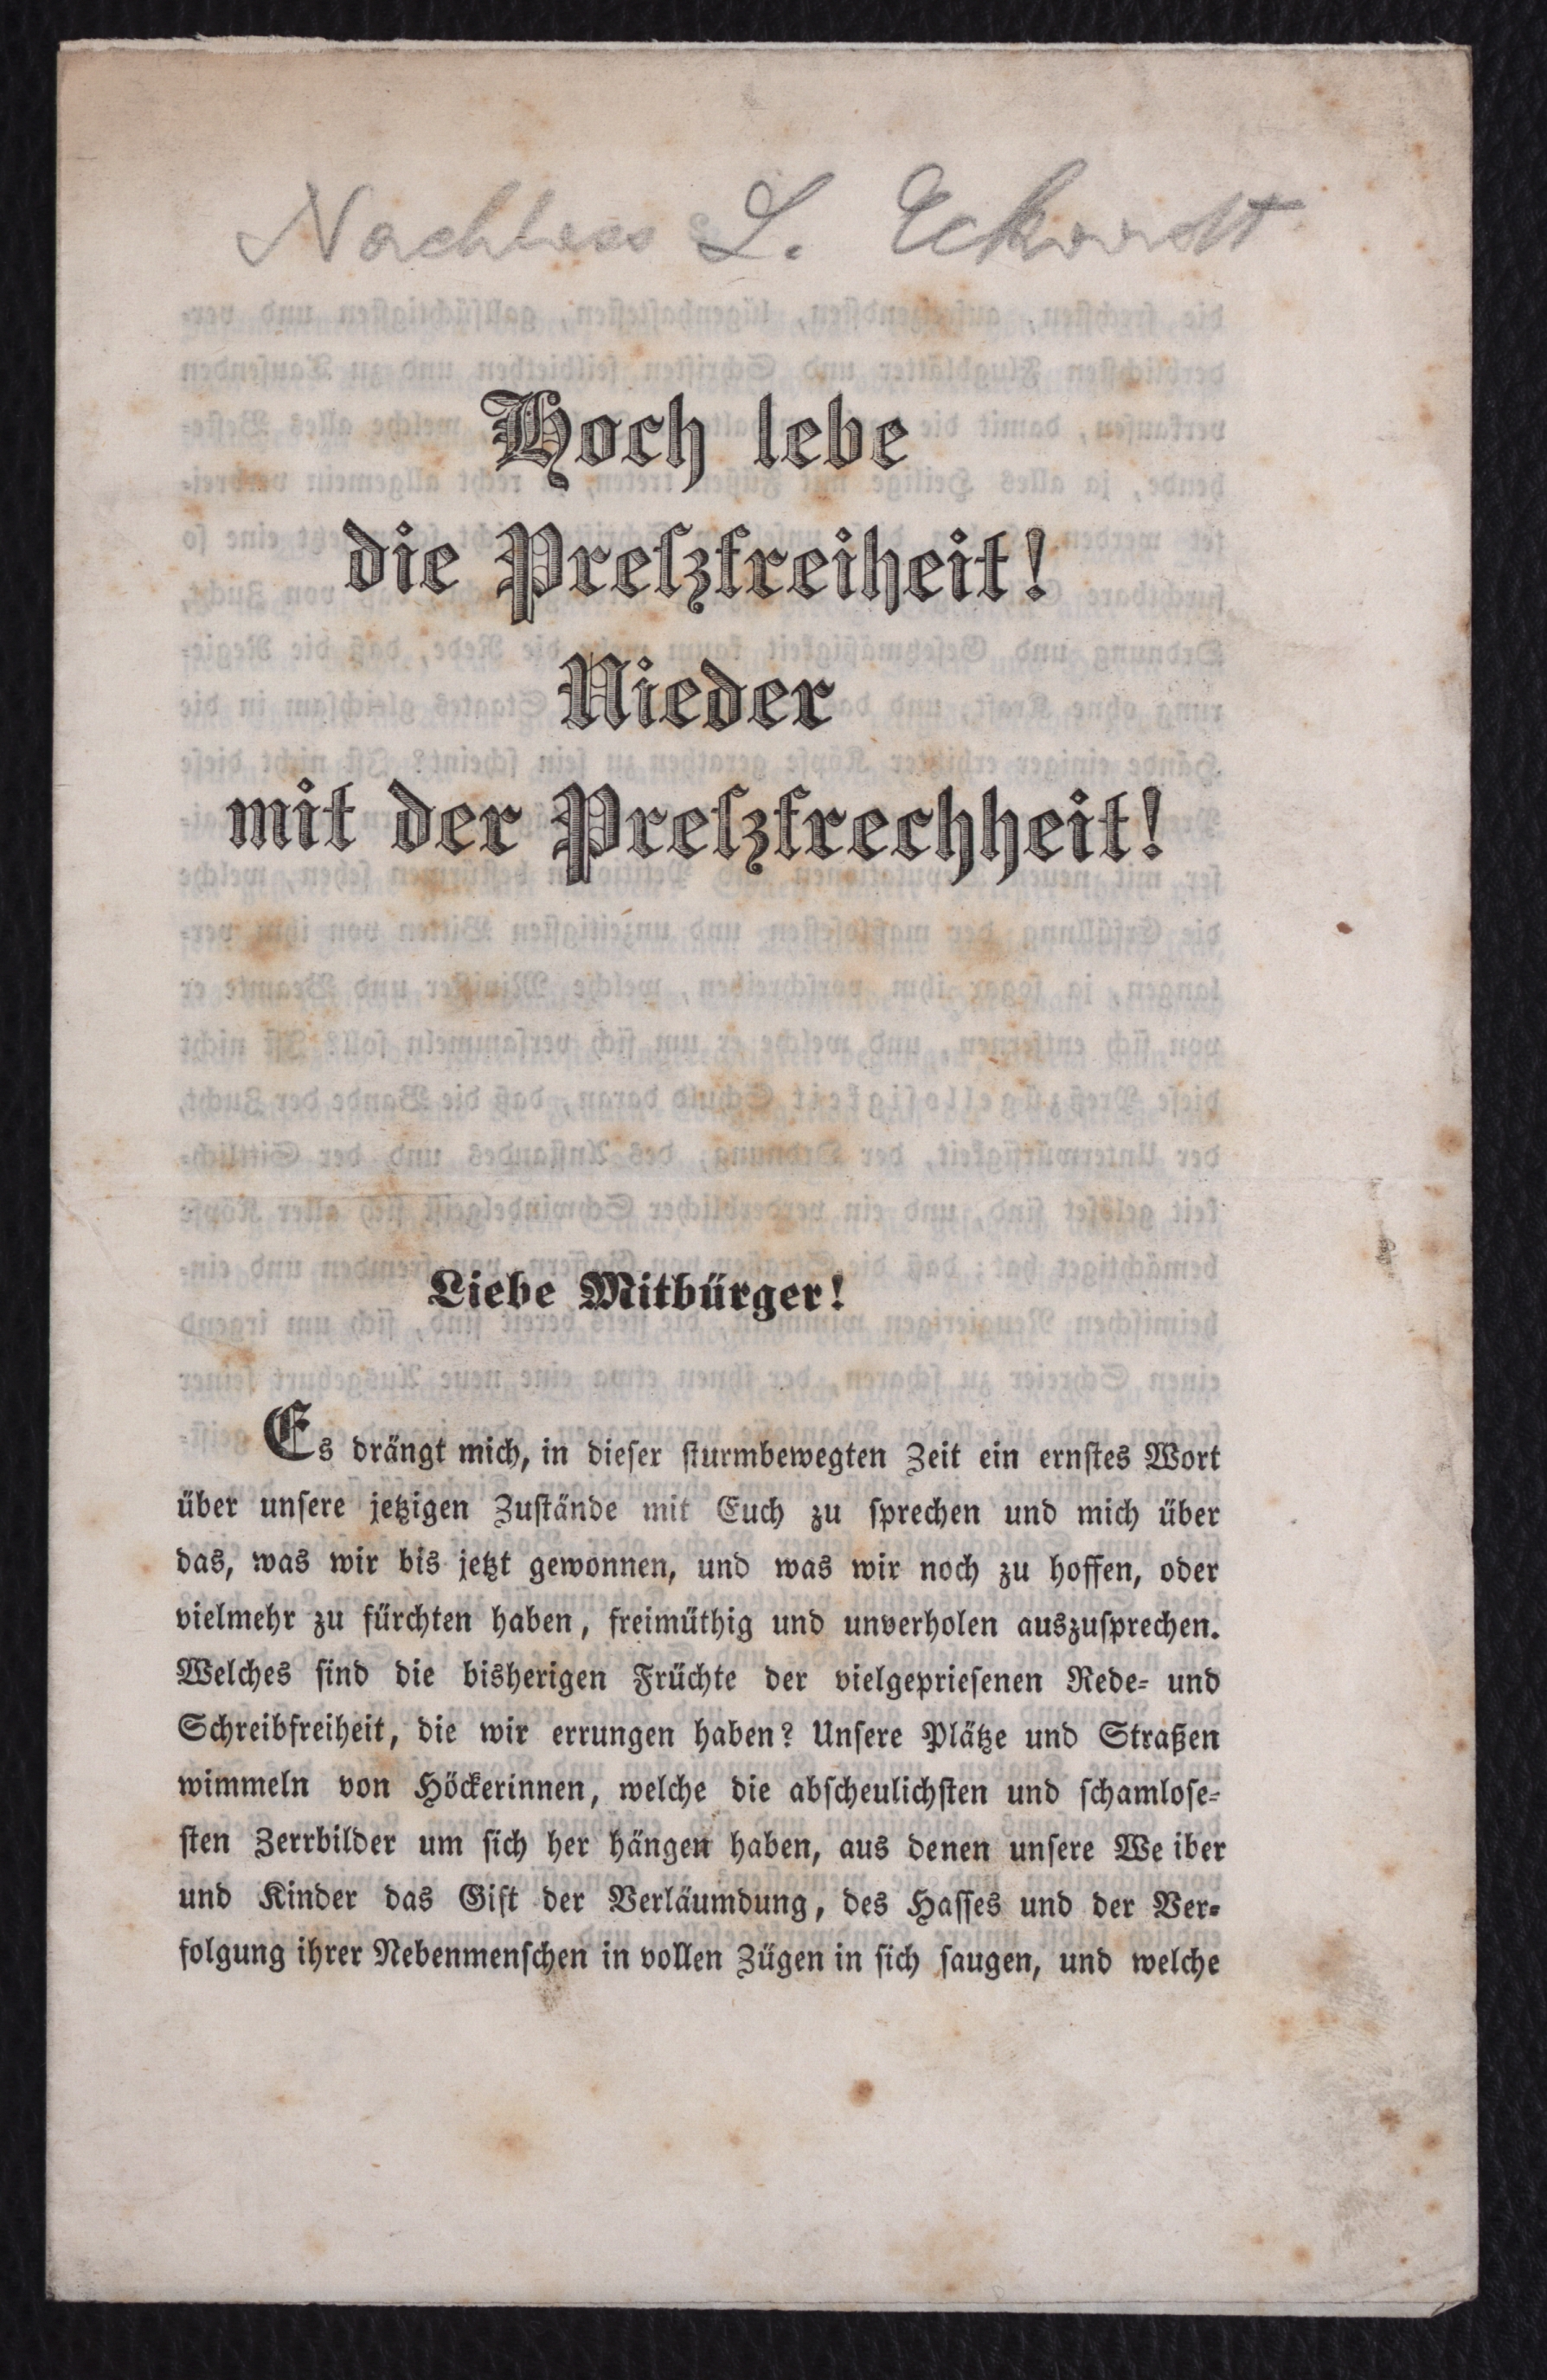 Nachlass L. Eckardt
Hoch lebe
die Preſzfreiheit!
Nieder
mit der Preſzfrechheit!
Liebe Mitbürger!
Es drängt mich, in dieſer ſturmbewegten Zeit ein ernſtes Wort
über unſere jetzigen Zuſtände mit Euch zu ſprechen und mich über
das, was wir bis jetzt gewonnen, und was wir noch zu hoffen, oder
vielmehr zu fürchten haben, freimüthig und unverholen auszuſprechen.
Welches ſind die bisherigen Früchte der vielgeprieſenen Rede- und
Schreibfreiheit, die wir errungen haben? Unſere Plätze und Straßen
wimmeln von Höckerinnen, welche die abſcheulichſten und ſchamloſe-
ſten Zerrbilder um ſich her hängen haben, aus denen unſere We iber
und Kinder das Gift der Verläumdung, des Haſſes und der Ver-
folgung ihrer Nebenmenſchen in vollen Zügen in ſich ſaugen, und welche